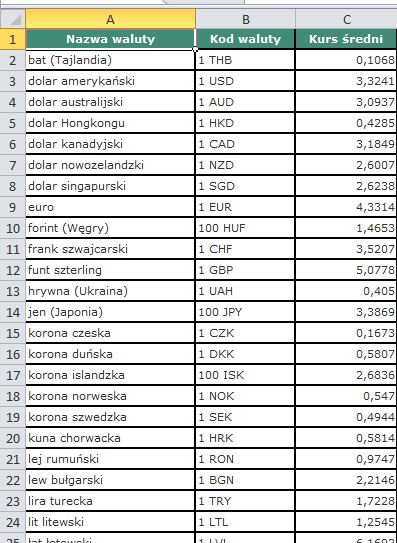 A B C
1 Nazwa waluty Kod waluty Kurs średni
2 bat (Tajlandia) 1 THB 0,1068
3 dolar amerykański 1 USD 3,3241
4 dolar australijski 1 AUD 3,0937
5 dolar Hongkongu 1 HKD 0,4285
6 dolar kanadyjski 1 CAD 3,1849
7 dolar nowozelandzki 1 NZD 2,6007
8 dolar singapurski 1 SGD 2,6238
9 euro 1 EUR 4,3314
10 forint (Węgry) 100 HUF 1,4653
11 frank szwajcarski 1 CHF 3,5207
12 funt szterling 1 GBP 5,0778
13 hrywna (Ukraina) 1 UAH 0,405
14 jen (Japonia) 100 JPY 3,3869
15 korona czeska 1 CZK 0,1673
16 korona duńska 1 DKK 0,5807
17 korona islandzka 100 ISK 2,6836
18 korona norweska 1 NOK 0,547
19 korona szwedzka 1 SEK 0,4944
20 kuna chorwacka 1 HRK 0,5814
21 lej rumuński 1 RON 0,9747
22 lew bułgarski 1 BGN 2,2146
23 lira turecka 1 TRY 1,7228
24 lit litewski 1 LTL 1,2545
25 łat łotewski 1 LVL